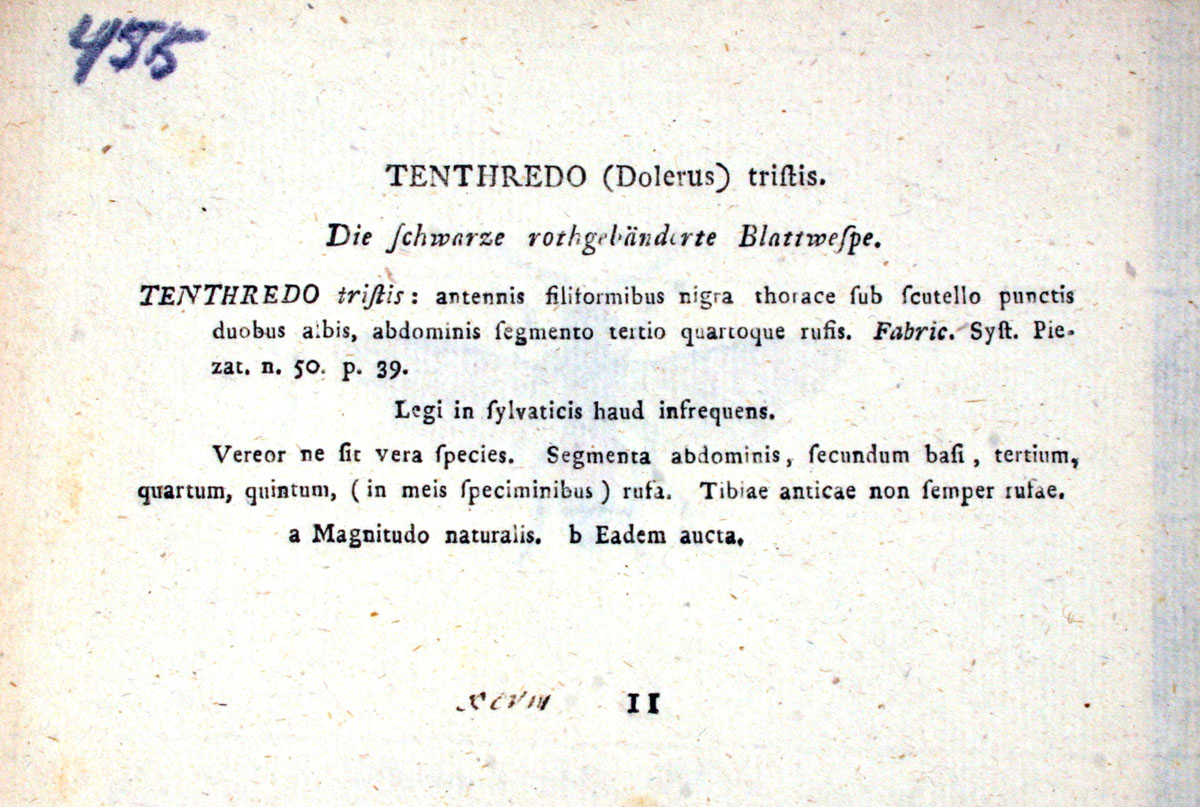 455
TENTHREDO (Dolerus) triſtis.
Die ſchwarze rothgebänderte Blattweſpe.
TENTHREDO triſtis: antennis filiformibus nigra thorace ſub ſcutello punctis
duobus albis, abdominis ſegmento tertio quartoque rufis. Fabric. Syſt. Pie-
zat. n. 50. p. 39.
Legi in ſylvaticis haud infrequens.
Vereor ne ſit vera ſpecies. Segmenta abdominis, ſecundum baſi, tertium,
quartum, quintum, (in meis ſpeciminibus) rufa. Tibiae anticae non ſemper rufae.
a Magnitudo naturalis. b Eadem aucta.
XCVIII 11